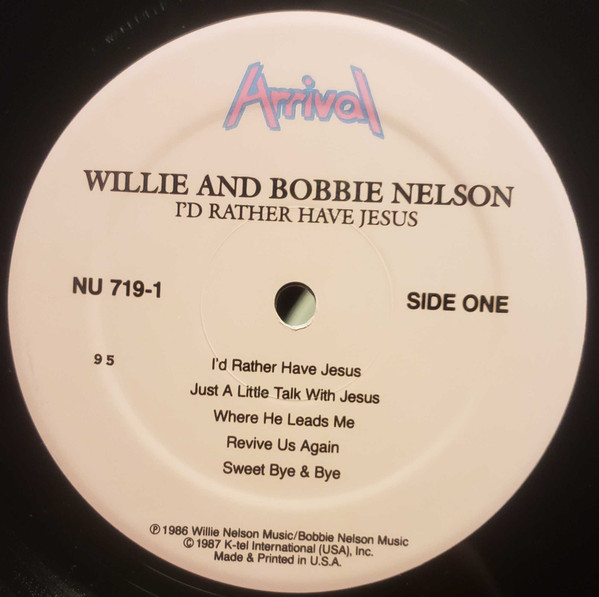 Arrival
WILLIE AND BOBBIE NELSON
I'D RATHER HAVE JESUS
NU 719-1
SIDE ONE
95
I'd Rather Have Jesus
Just A Little Talk With Jesus
Where He Leads Me
Revive Us Again
Sweet Bye & Bye
℗ 1986 Willie Nelson Music/Bobbie Nelson Music
© 1987 K-tel International (USA), Inc.
Made & Printed in U.S.A.